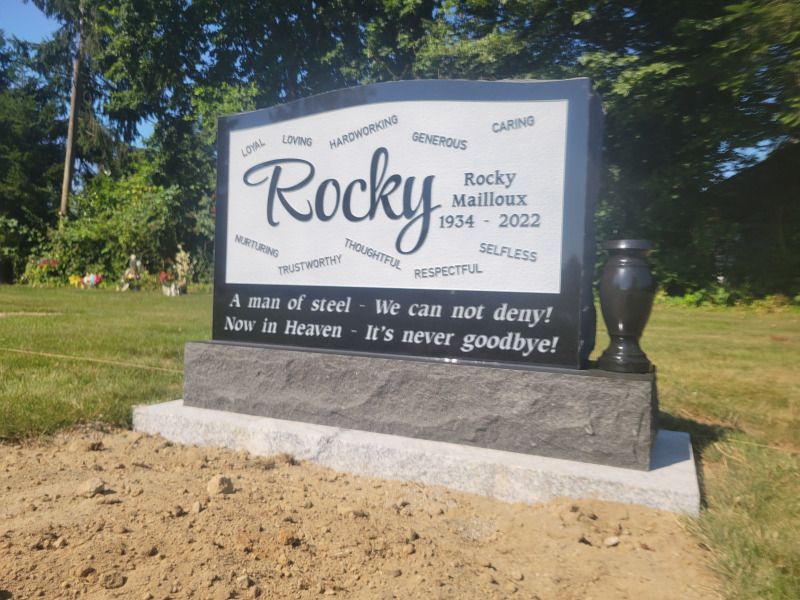 LOYAL LOVING HARDWORKING GENEROUS CARING
Rocky
Rocky
Mailloux
1934 - 2022
NURTURING TRUSTWORTHY THOUGHTFUL RESPECTFUL SELFLESS
A man of steel - We can not deny!
Now in Heaven - It's never goodbye!